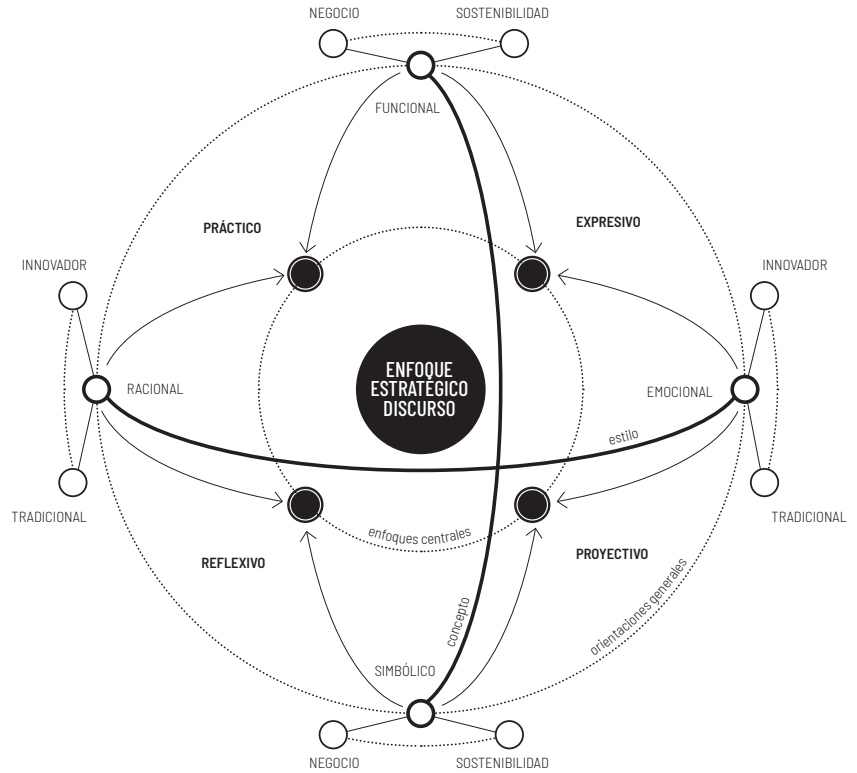 NEGOCIO
SOSTENIBILIDAD
FUNCIONAL
PRÁCTICO
EXPRESIVO
INNOVADOR
INNOVADOR
ENFOQUE
ESTRATÉGICO
DISCURSO
RACIONAL
EMOCIONAL
estilo
TRADICIONAL
TRADICIONAL
enfoques centrales
REFLEXIVO
PROYECTIVO
orientaciones generales
concepto
SIMBÓLICO
NEGOCIO
SOSTENIBILIDAD